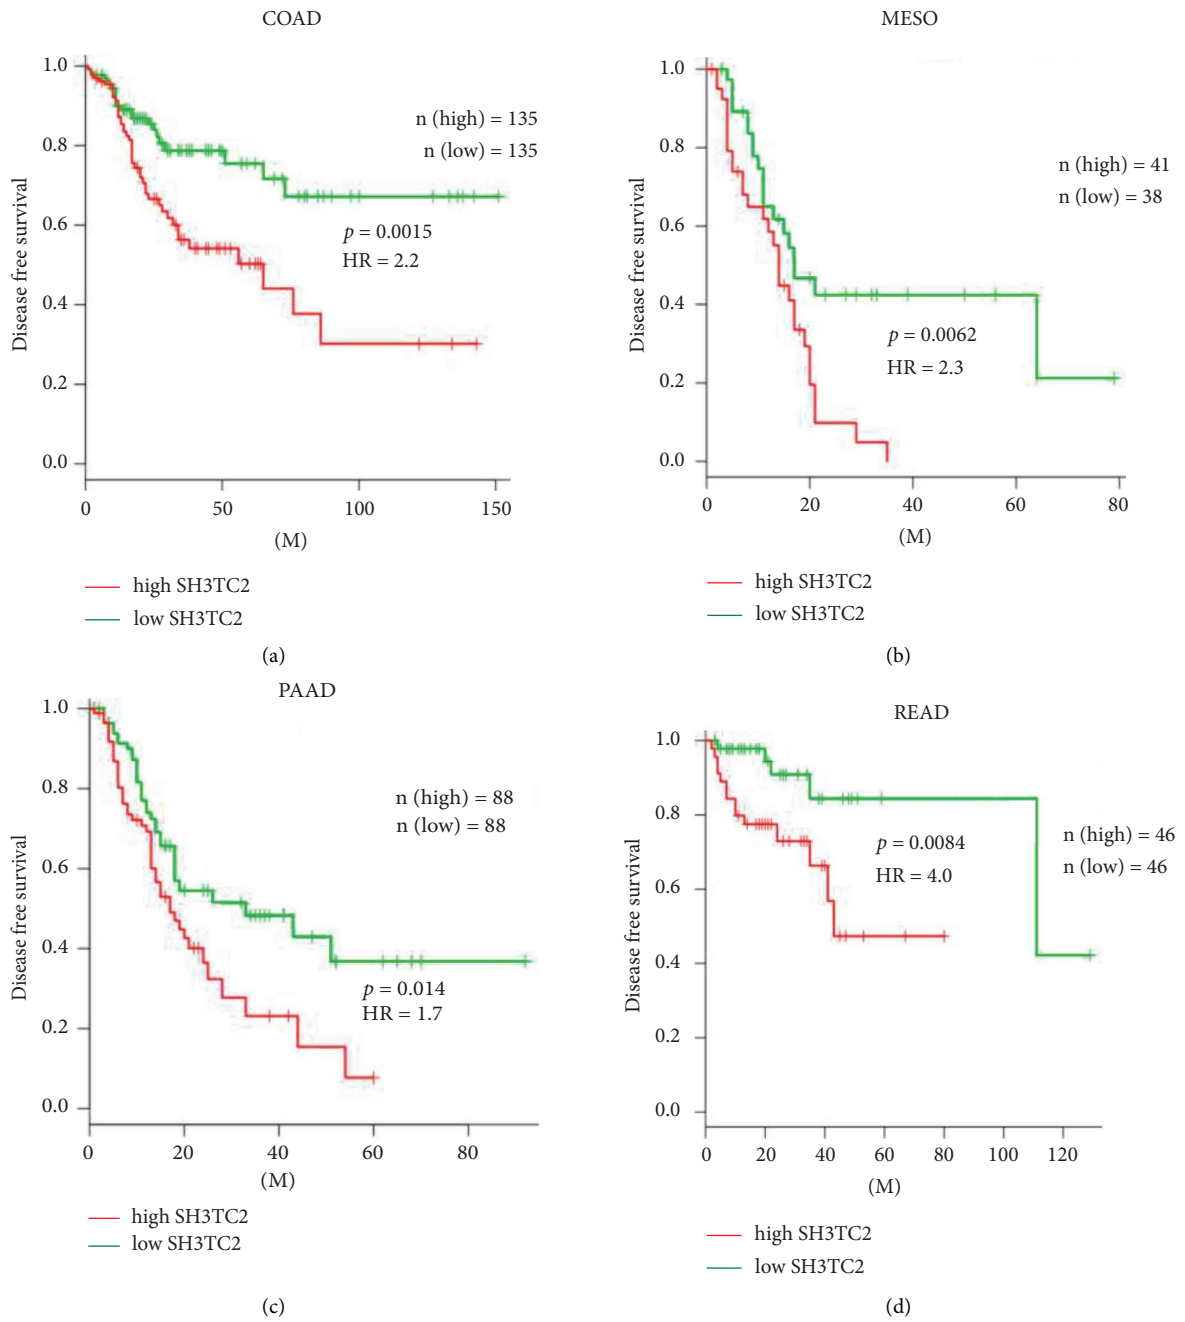 COAD
1.0
0.8
0.6
0.4
0.2
0.0
Disease free survival
n (high) = 135
n (low) = 135
p = 0.0015
HR = 2.2
0 50 100 150
(M)
high SH3TC2
low SH3TC2
(a)
MESO
1.0
0.8
0.6
0.4
0.2
0.0
Disease free survival
n (high) = 41
n (low) = 38
p = 0.0062
HR = 2.3
0 20 40 60 80
(M)
high SH3TC2
low SH3TC2
(b)
PAAD
1.0
0.8
0.6
0.4
0.2
0.0
Disease free survival
n (high) = 88
n (low) = 88
p = 0.014
HR = 1.7
0 20 40 60 80
(M)
high SH3TC2
low SH3TC2
(c)
READ
1.0
0.8
0.6
0.4
0.2
0.0
Disease free survival
p = 0.0084
HR = 4.0
n (high) = 46
n (low) = 46
0 20 40 60 80 100 120
(M)
high SH3TC2
low SH3TC2
(d)